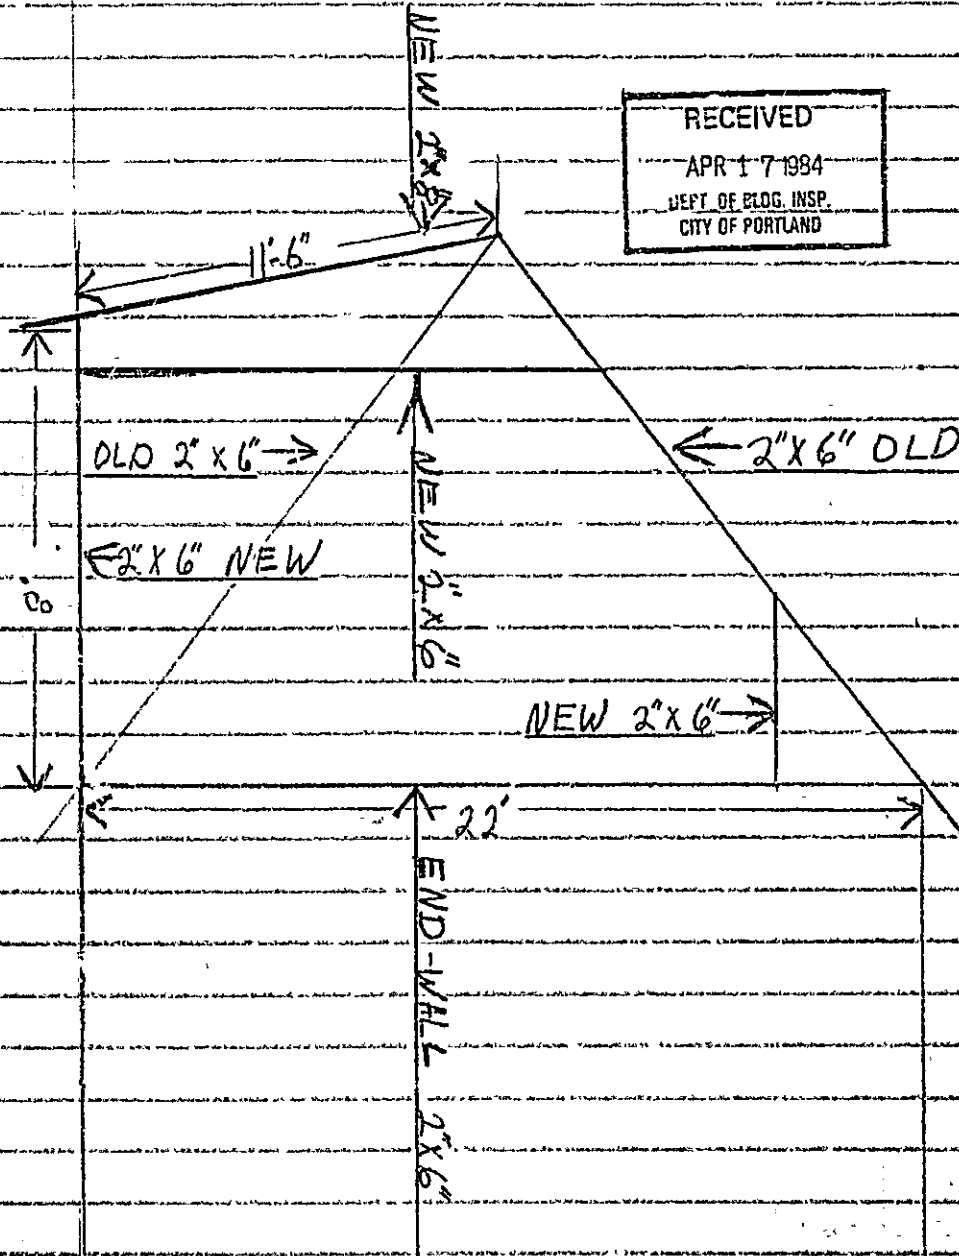 NEW 2"x8"
RECEIVED
APR 17 1984
DEPT. OF BLDG. INSP.
CITY OF PORTLAND
11'-6"
OLD 2" X 6"
2" X 6" OLD
2" X 6" NEW
NEW 2" X 6"
NEW 2" X 6"
22'
END-WALL 2" X 6"